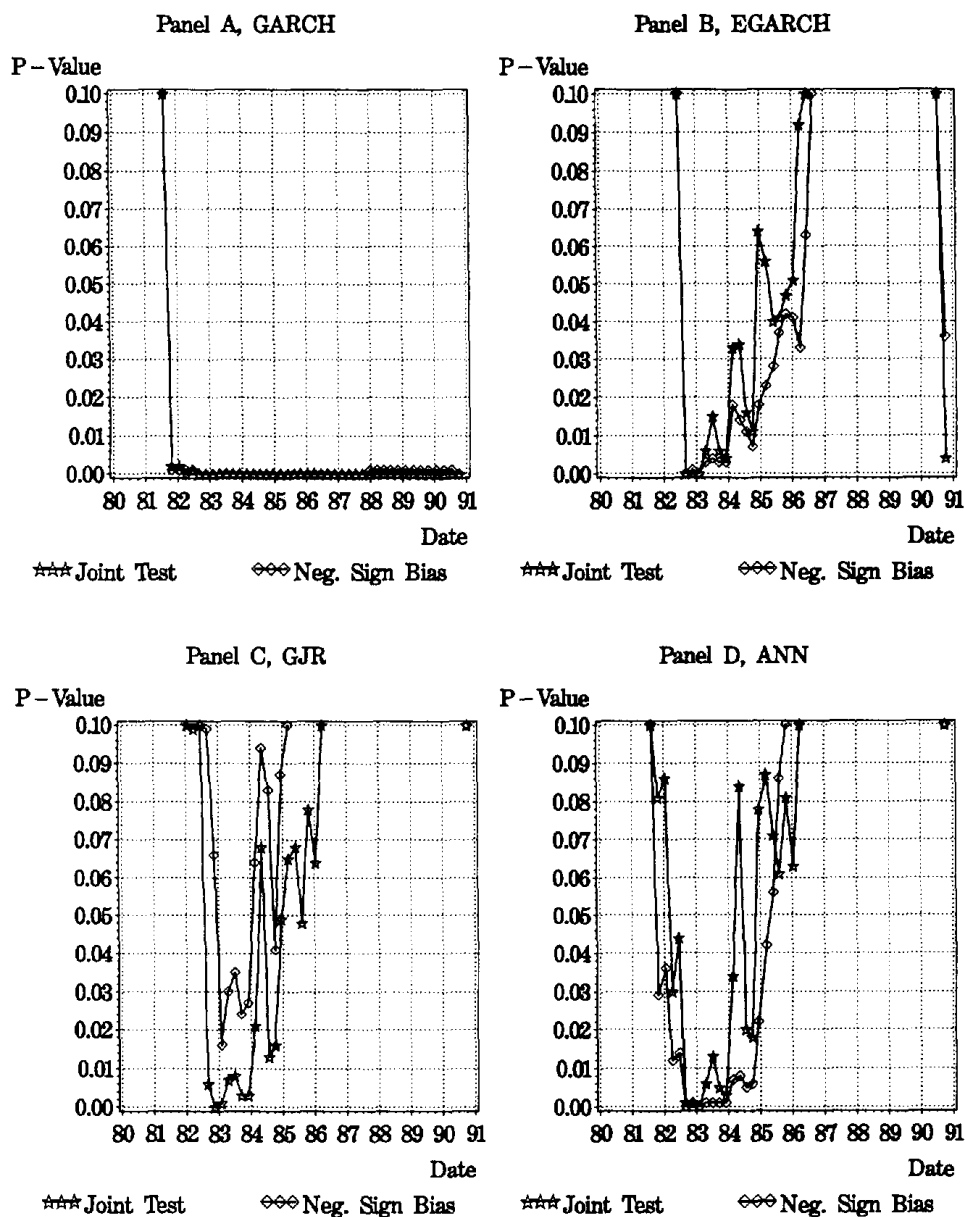 Panel A, GARCH
P – Value
0.10
0.09
0.08
0.07
0.06
0.05
0.04
0.03
0.02
0.01
0.00
80 81 82 83 84 85 86 87 88 89 90 91
Date
Joint Test Neg. Sign Bias
Panel B, EGARCH
P – Value
0.10
0.09
0.08
0.07
0.06
0.05
0.04
0.03
0.02
0.01
0.00
80 81 82 83 84 85 86 87 88 89 90 91
Date
Joint Test Neg. Sign Bias
Panel C, GJR
P – Value
0.10
0.09
0.08
0.07
0.06
0.05
0.04
0.03
0.02
0.01
0.00
80 81 82 83 84 85 86 87 88 89 90 91
Date
Joint Test Neg. Sign Bias
Panel D, ANN
P – Value
0.10
0.09
0.08
0.07
0.06
0.05
0.04
0.03
0.02
0.01
0.00
80 81 82 83 84 85 86 87 88 89 90 91
Date
Joint Test Neg. Sign Bias